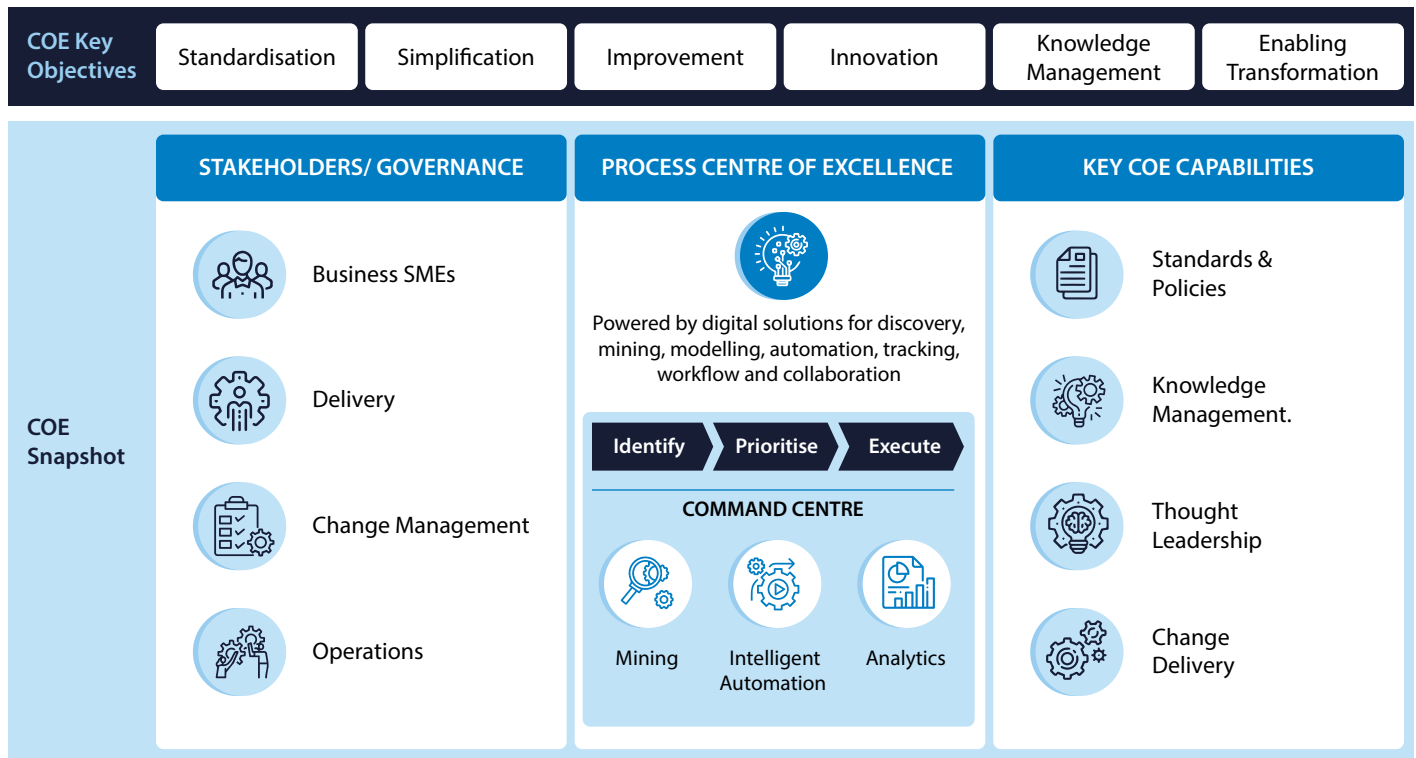 COE Key
Objectives
Standardisation
Simplification
Improvement
Innovation
Knowledge
Management
Enabling
Transformation
COE
Snapshot
STAKEHOLDERS/ GOVERNANCE
Business SMEs
Delivery
Change Management
Operations
PROCESS CENTRE OF EXCELLENCE
Powered by digital solutions for discovery,
mining, modelling, automation, tracking,
workflow and collaboration
Identify
Prioritise
Execute
COMMAND CENTRE
Mining
Intelligent
Automation
Analytics
KEY COE CAPABILITIES
Standards &
Policies
Knowledge
Management.
Thought
Leadership
Change
Delivery